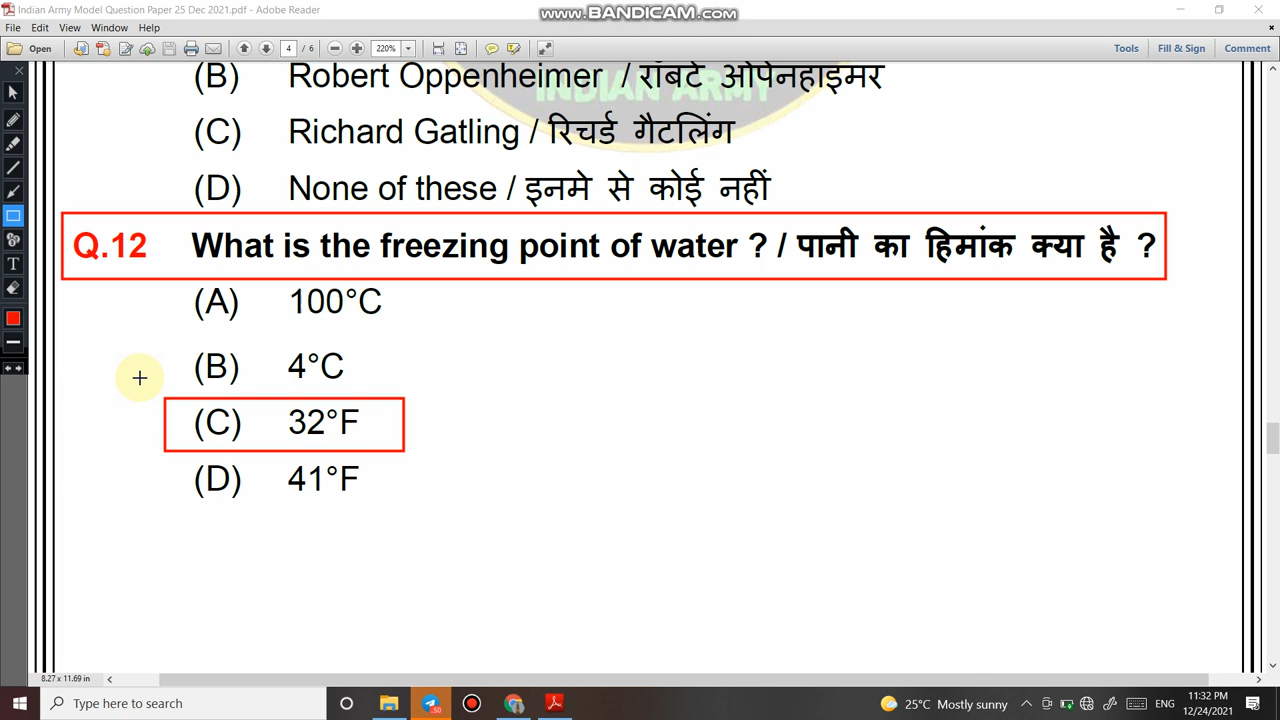 Indian Army Model Question Paper 25 Dec 2021.pdf - Adobe Reader
www.BANDICAM.com
File Edit View Window Help
Open 4 / 6 220% Tools Fill & Sign Comment
INDIAN ARMY
(B) Robert Oppenheimer / रॉबर्ट ओपेनहाइमर
(C) Richard Gatling / रिचर्ड गैटलिंग
(D) None of these / इनमे से कोई नहीं
Q.12 What is the freezing point of water ? / पानी का हिमांक क्या है ?
(A) 100°C
(B) 4°C
(C) 32°F
(D) 41°F
8.27 x 11.69 in
Type here to search
25°C Mostly sunny ENG 11:32 PM
12/24/2021